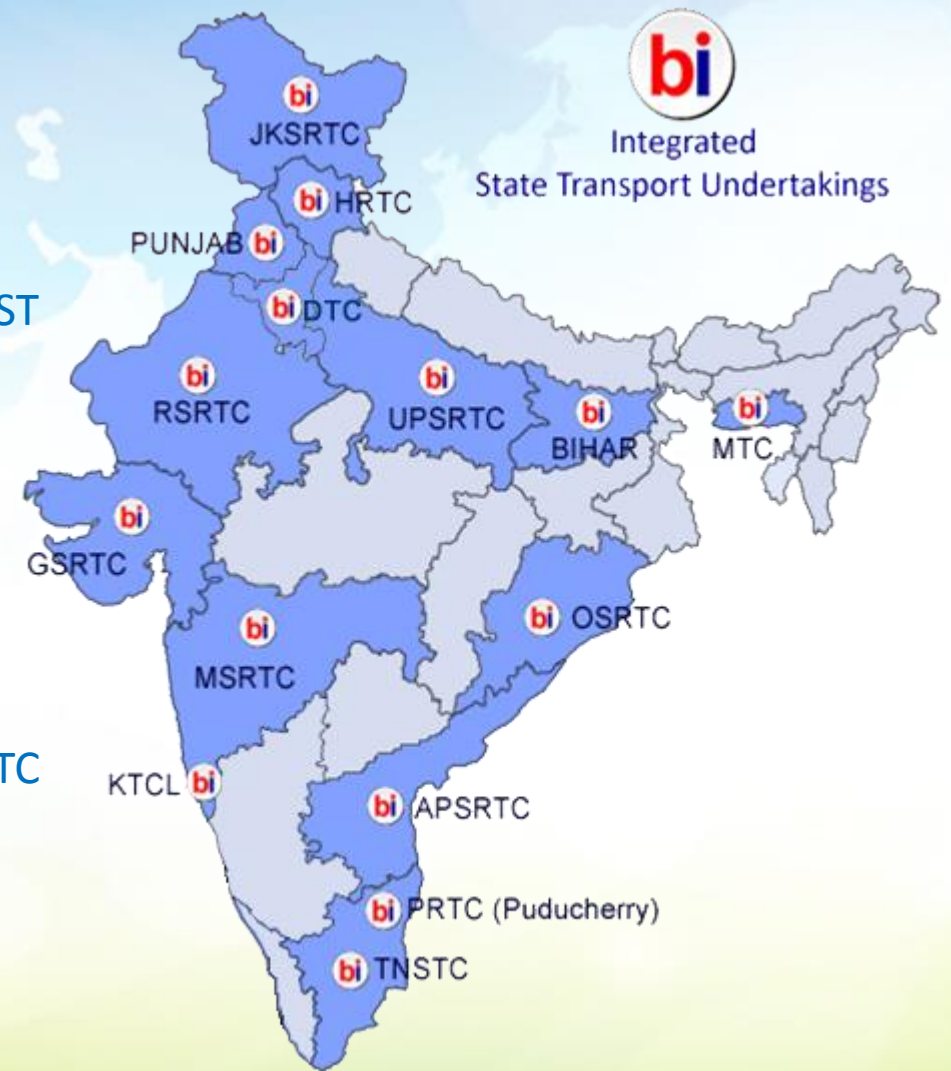 bi
Integrated
State Transport Undertakings
bi
JKSRTC
bi HRTC
PUNJAB bi
ST
bi DTC
bi
RSRTC
bi
UPSRTC
bi
BIHAR
bi
MTC
bi
GSRTC
bi OSRTC
bi
MSRTC
TC
KTCL bi
bi APSRTC
bi PRTC (Puducherry)
bi TNSTC